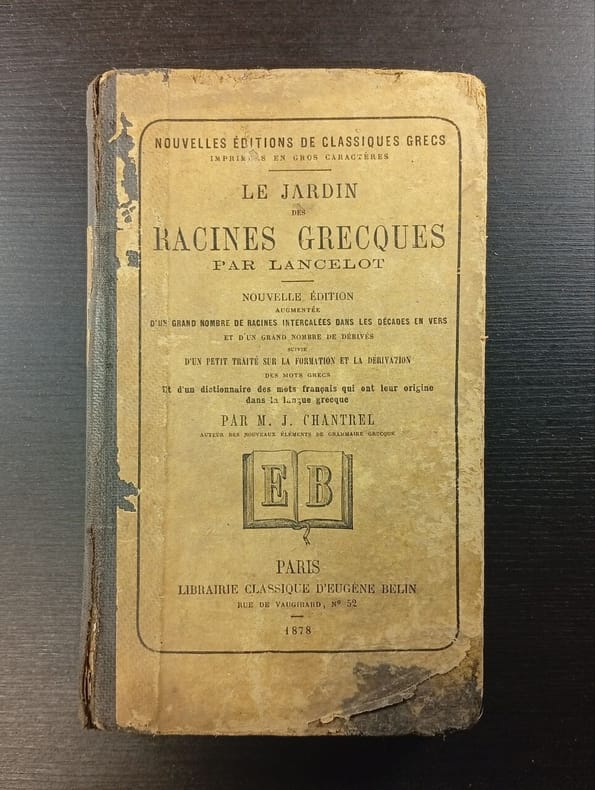 NOUVELLES ÉDITIONS DE CLASSIQUES GRECS
IMPRIMÉES EN GROS CARACTÈRES
LE JARDIN
DES
RACINES GRECQUES
PAR LANCELOT
NOUVELLE ÉDITION
AUGMENTÉE
D'UN GRAND NOMBRE DE RACINES INTERCALÉES DANS LES DÉCADES EN VERS
ET D'UN GRAND NOMBRE DE DÉRIVÉS
SUIVIE
D'UN PETIT TRAITÉ SUR LA FORMATION ET LA DÉRIVATION
DES MOTS GRECS
Et d'un dictionnaire des mots français qui ont leur origine
dans la langue grecque
PAR M. J. CHANTREL
AUTEUR DES NOUVEAUX ÉLÉMENTS DE GRAMMAIRE GRECQUE
E B
PARIS
LIBRAIRIE CLASSIQUE D'EUGÈNE BELIN
RUE DE VAUGIRARD, Nº 52
1878